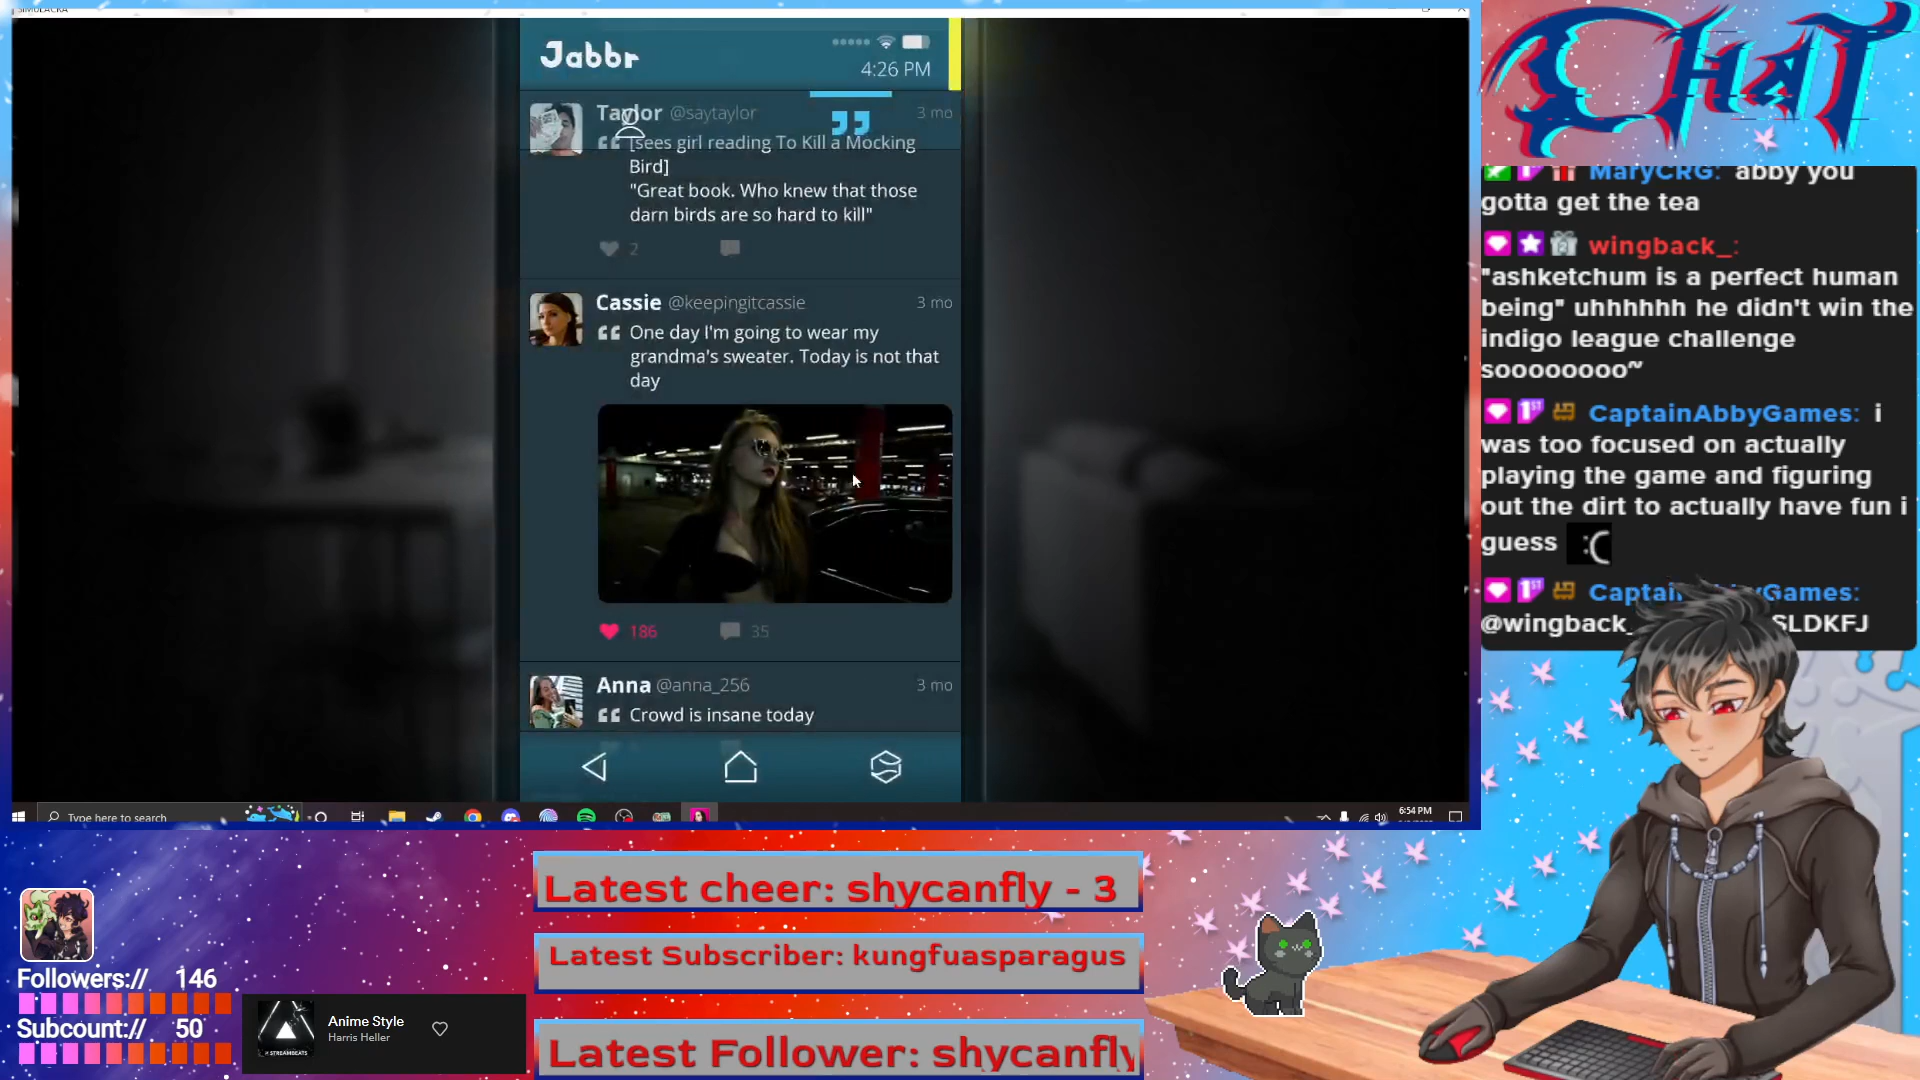 SIMULACRA
Jabbr
4:26 PM
Taylor @saytaylor 3 mo
[sees girl reading To Kill a Mocking
Bird]
"Great book. Who knew that those
darn birds are so hard to kill"
2
Cassie @keepingitcassie 3 mo
One day I'm going to wear my
grandma's sweater. Today is not that
day
186 35
Anna @anna_256 3 mo
Crowd is insane today
Type here to search
6:54 PM
CHAT
MaryCRG: abby you
gotta get the tea
wingback_:
"ashketchum is a perfect human
being" uhhhhhh he didn't win the
indigo league challenge
soooooooo~
CaptainAbbyGames: i
was too focused on actually
playing the game and figuring
out the dirt to actually have fun i
guess :(
@wingback_ SLDKFJ
Latest cheer: shycanfly - 3
Latest Subscriber: kungfuasparagus
Latest Follower: shycanfly
Followers:// 146
Subcount:// 50
Anime Style
Harris Heller
STREAMBEATS